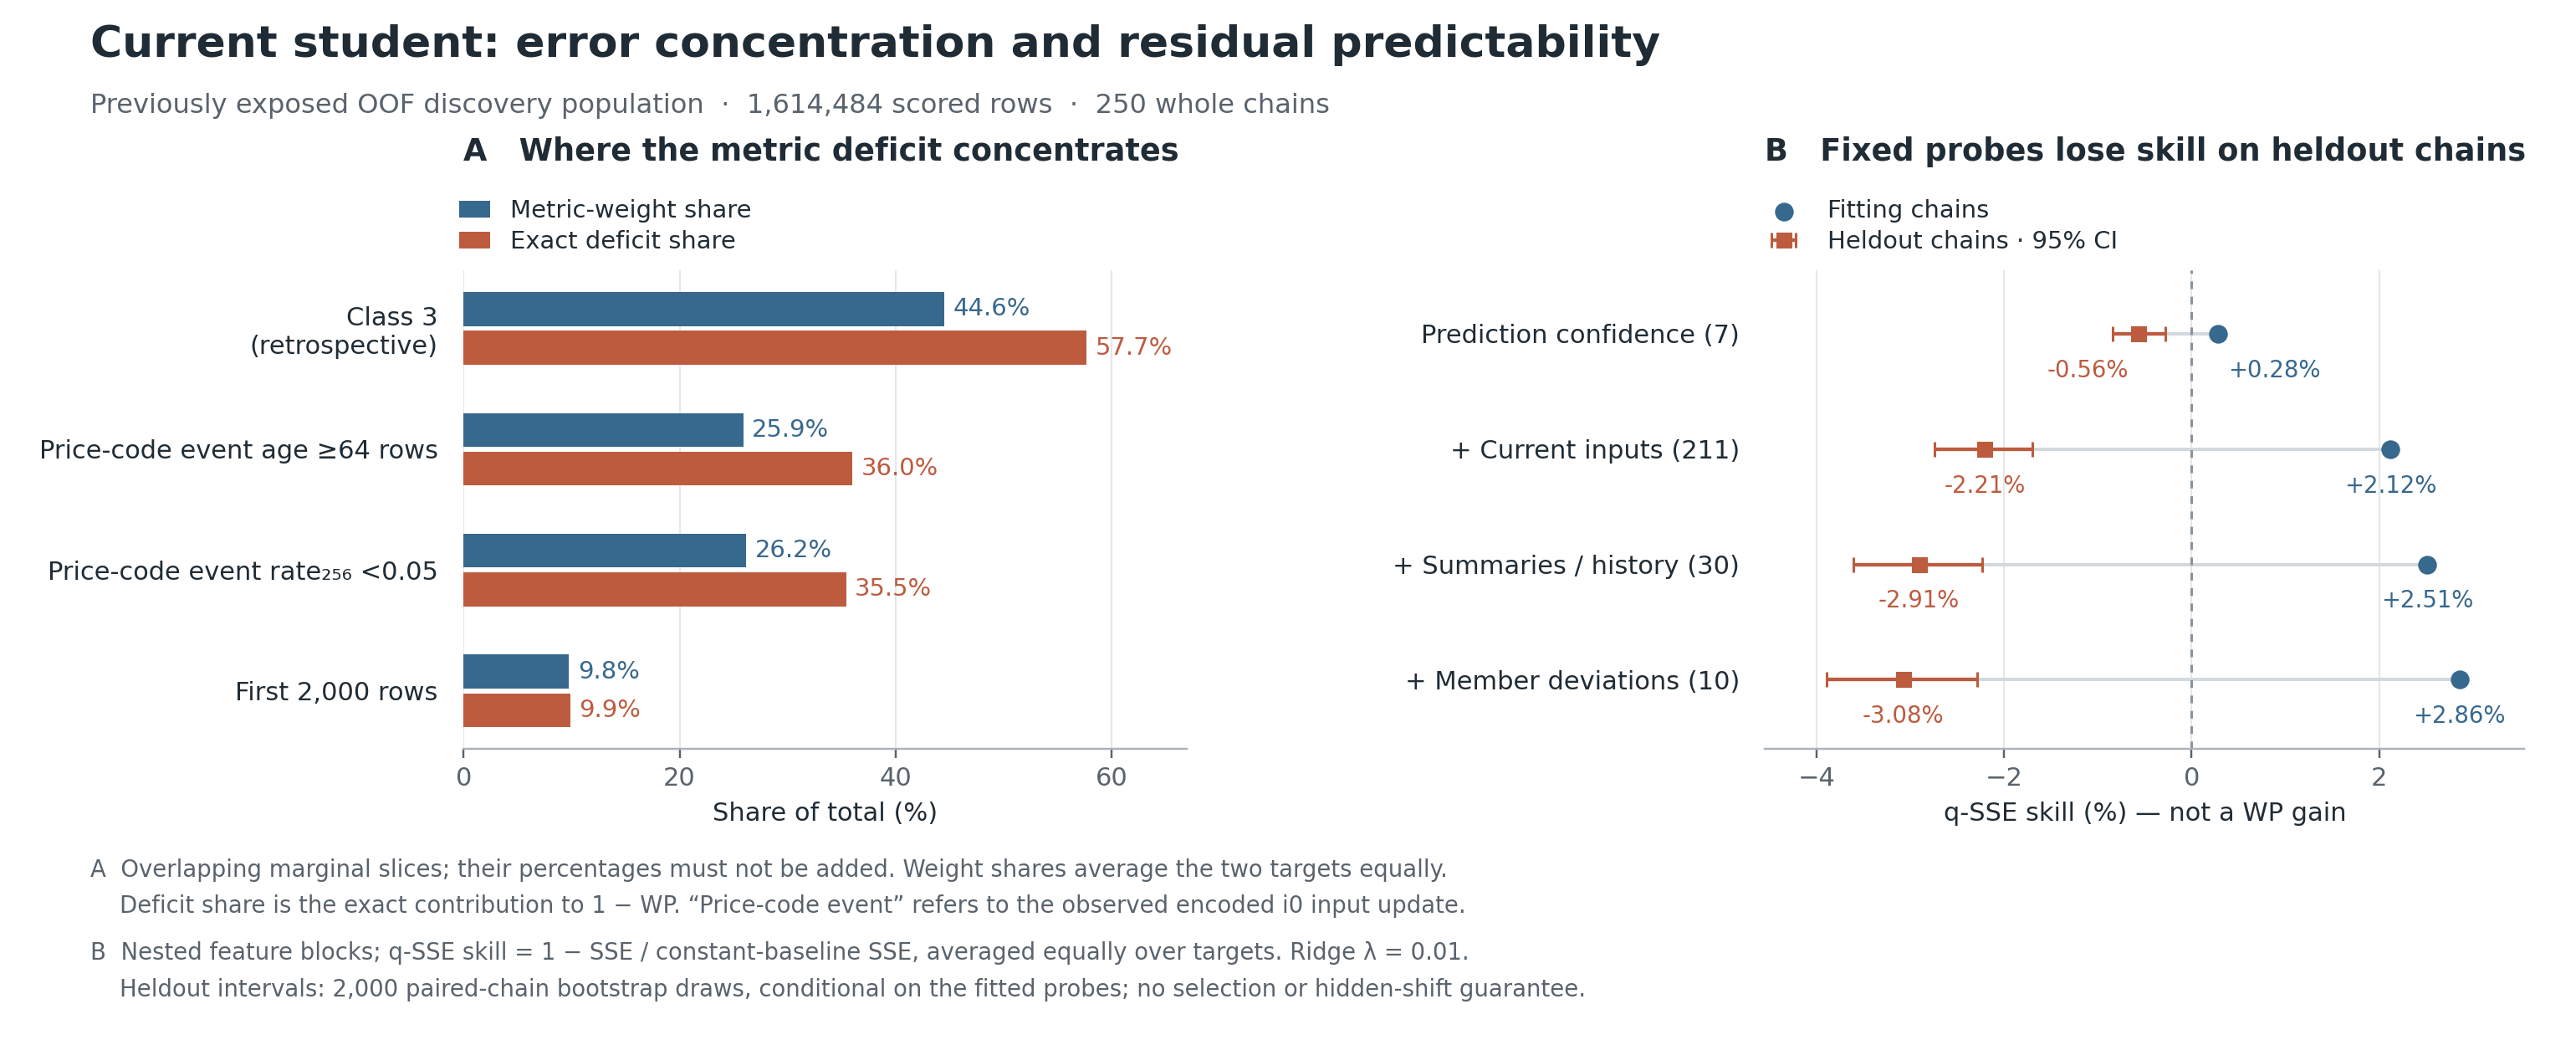 Current student: error concentration and residual predictability
Previously exposed OOF discovery population · 1,614,484 scored rows · 250 whole chains
A Where the metric deficit concentrates
Metric-weight share
Exact deficit share
Class 3
(retrospective)
44.6%
57.7%
Price-code event age ≥64 rows
25.9%
36.0%
Price-code event rate₂₅₆ <0.05
26.2%
35.5%
First 2,000 rows
9.8%
9.9%
0 20 40 60
Share of total (%)
B Fixed probes lose skill on heldout chains
Fitting chains
Heldout chains · 95% CI
Prediction confidence (7)
-0.56% +0.28%
+ Current inputs (211)
-2.21% +2.12%
+ Summaries / history (30)
-2.91% +2.51%
+ Member deviations (10)
-3.08% +2.86%
−4 −2 0 2
q-SSE skill (%) — not a WP gain
A Overlapping marginal slices; their percentages must not be added. Weight shares average the two targets equally.
Deficit share is the exact contribution to 1 − WP. “Price-code event” refers to the observed encoded i0 input update.
B Nested feature blocks; q-SSE skill = 1 − SSE / constant-baseline SSE, averaged equally over targets. Ridge λ = 0.01.
Heldout intervals: 2,000 paired-chain bootstrap draws, conditional on the fitted probes; no selection or hidden-shift guarantee.